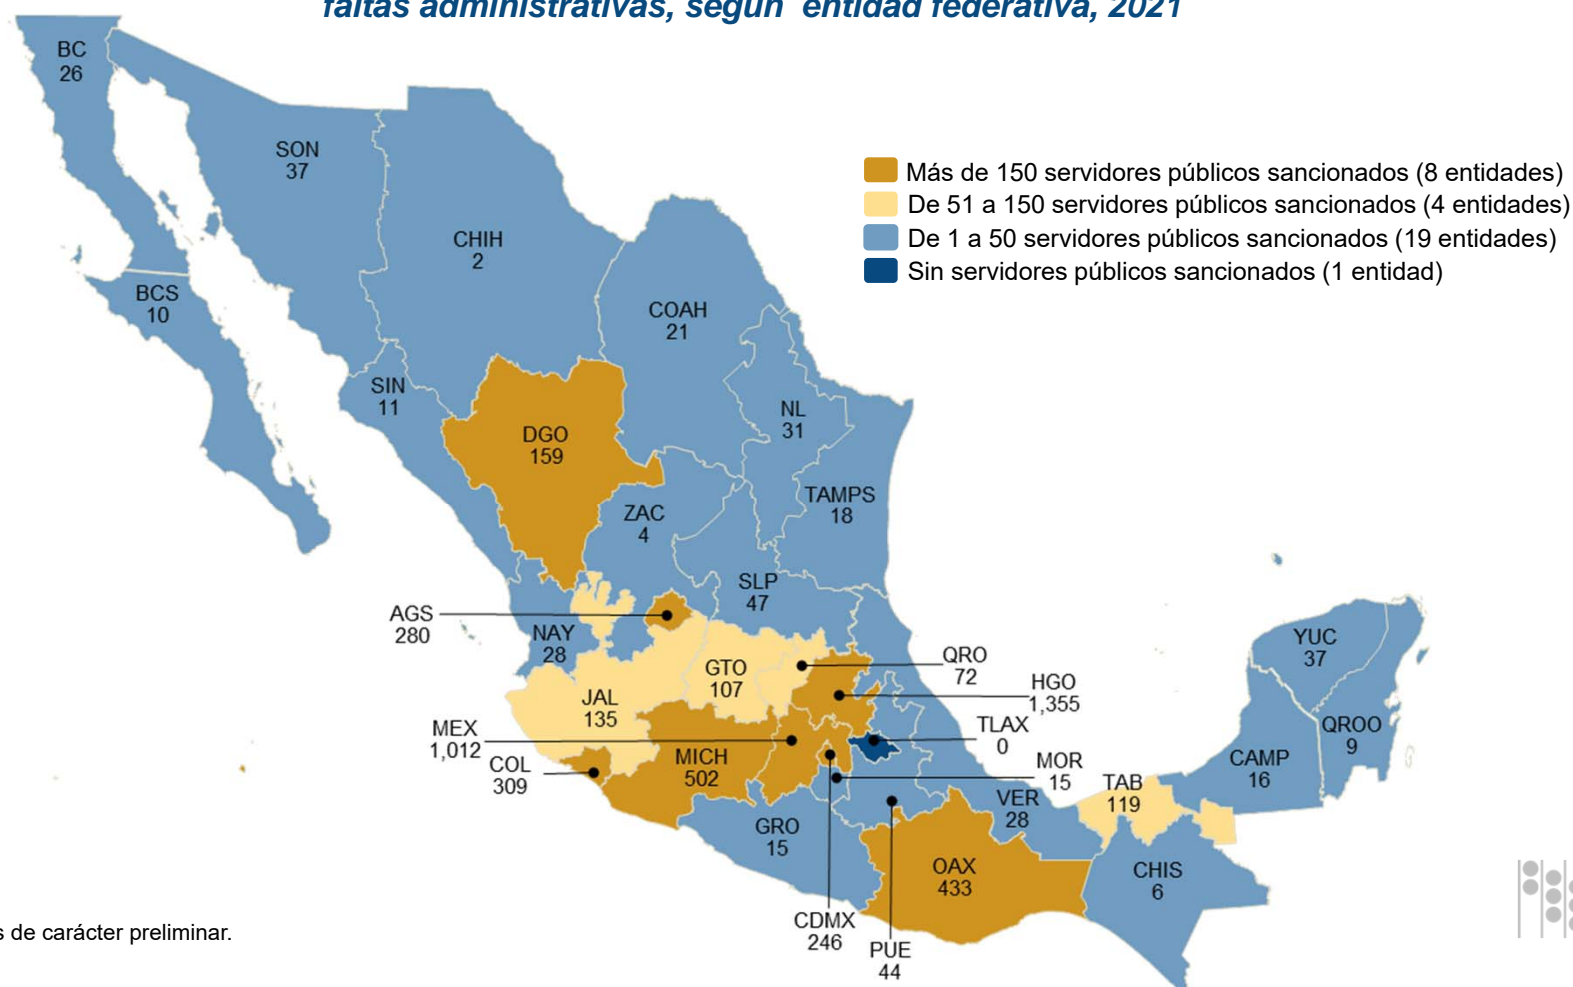 faltas administrativas, según entidad federativa, 2021
BC
26
SON
37
CHIH
2
BCS
10
COAH
21
SIN
11
NL
31
DGO
159
TAMPS
18
ZAC
4
SLP
47
AGS
280
NAY
28
GTO
107
QRO
72
HGO
1,355
JAL
135
MEX
1,012
COL
309
MICH
502
TLAX
0
MOR
15
VER
28
GRO
15
OAX
433
CDMX
246
PUE
44
TAB
119
CHIS
6
CAMP
16
YUC
37
QROO
9
Más de 150 servidores públicos sancionados (8 entidades)
De 51 a 150 servidores públicos sancionados (4 entidades)
De 1 a 50 servidores públicos sancionados (19 entidades)
Sin servidores públicos sancionados (1 entidad)
s de carácter preliminar.